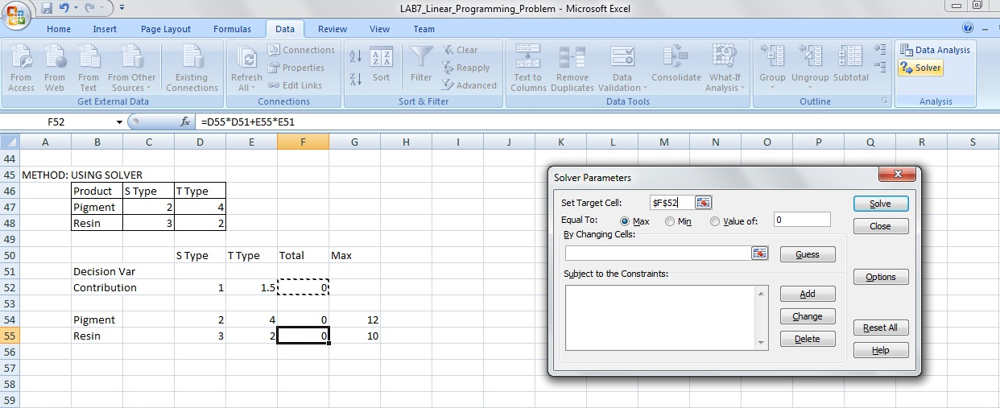 LAB7_Linear_Programming_Problem - Microsoft Excel
Home Insert Page Layout Formulas Data Review View Team
From Access From Web From Text From Other Sources Existing Connections
Get External Data
Refresh All Connections Properties Edit Links
Connections
A Z Z A Sort Filter Clear Reapply Advanced
Sort & Filter
Text to Columns Remove Duplicates Data Validation Consolidate What-If Analysis
Data Tools
Group Ungroup Subtotal
Outline
Data Analysis
Solver
Analysis
F52 fx =D55*D51+E55*E51
A B C D E F G H I J K L M N O P Q R S
44
45 METHOD: USING SOLVER
46 Product S Type T Type
47 Pigment 2 4
48 Resin 3 2
49
50 S Type T Type Total Max
51 Decision Var
52 Contribution 1 1.5 0
53
54 Pigment 2 4 0 12
55 Resin 3 2 0 10
56
57
58
59
Solver Parameters
Set Target Cell: $F$52
Solve
Equal To: Max Min Value of: 0
Close
By Changing Cells:
Guess
Subject to the Constraints:
Options
Add
Change
Reset All
Delete
Help